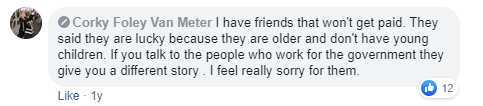 Corky Foley Van Meter I have friends that won't get paid. They
said they are lucky because they are older and don't have young
children. If you talk to the people who work for the government they
give you a different story . I feel really sorry for them.
12
Like · 1y